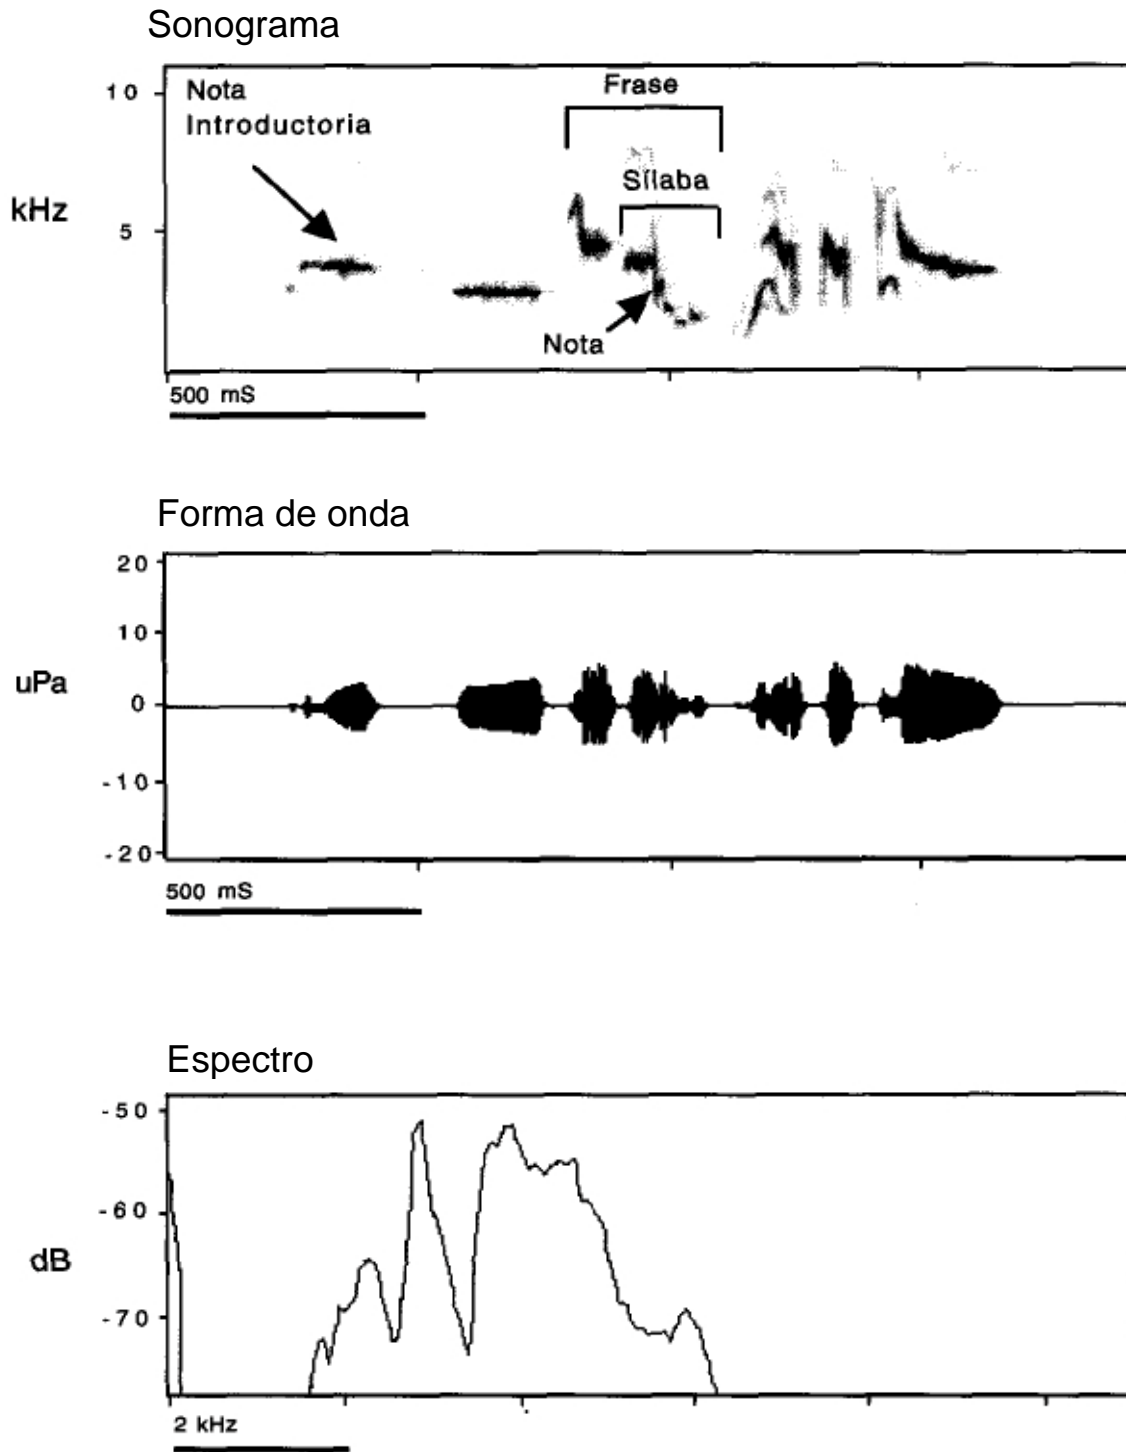 Sonograma
10
Nota
Introductoria
Frase
Sílaba
kHz
5
Nota
500 mS
Forma de onda
20
10
uPa
0
-10
-20
500 mS
Espectro
-50
-60
dB
-70
2 kHz